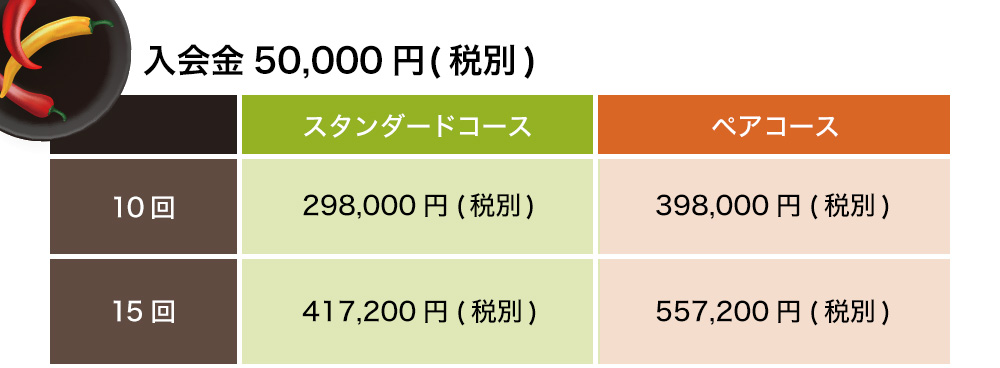 入会金 50,000 円( 税別 )
スタンダードコース ペアコース
10 回 298,000 円 ( 税別 ) 398,000 円 ( 税別 )
15 回 417,200 円 ( 税別 ) 557,200 円 ( 税別 )